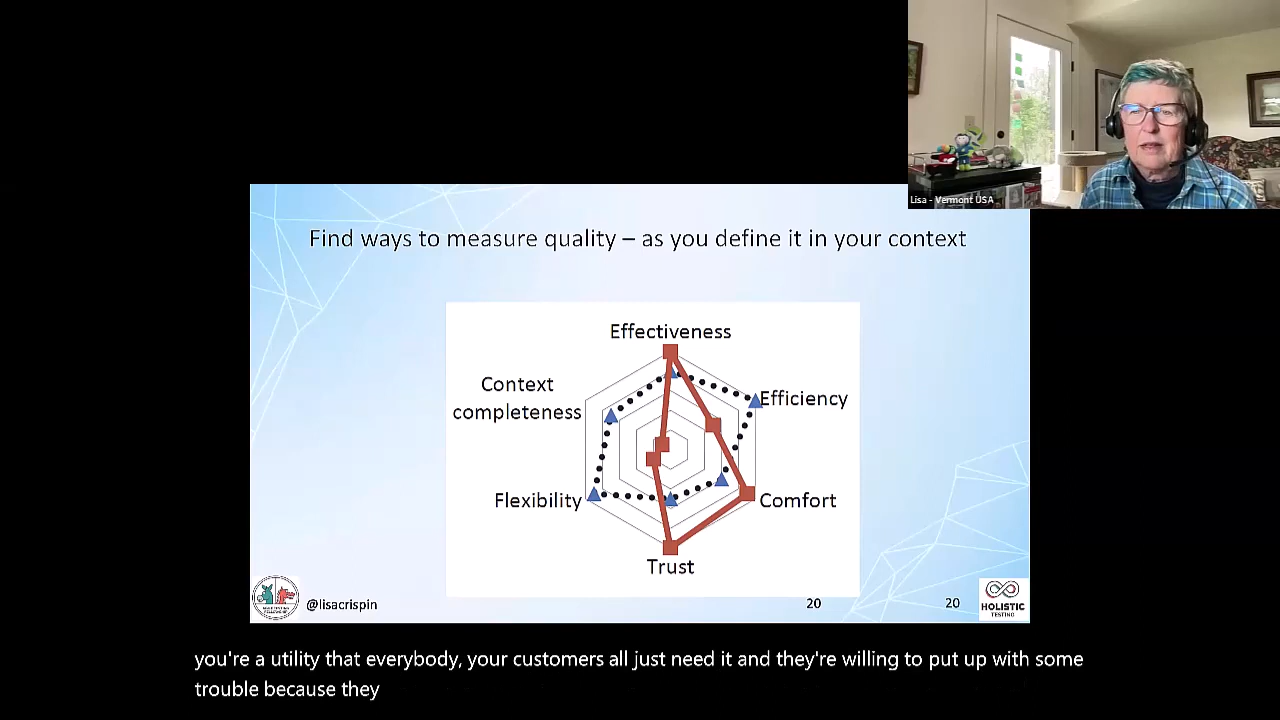 Lisa - Vermont USA
Find ways to measure quality – as you define it in your context
Effectiveness
Context
completeness
Efficiency
Flexibility
Comfort
Trust
@lisacrispin
20
20
HOLISTIC
TESTING
you're a utility that everybody, your customers all just need it and they're willing to put up with some
trouble because they